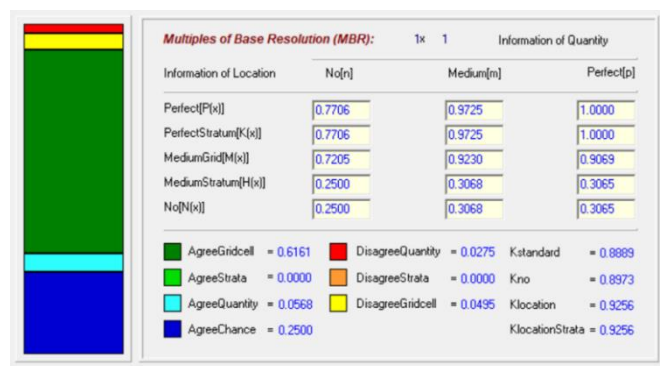 Multiples of Base Resolution (MBR): 1x 1 Information of Quantity
Information of Location No[n] Medium[m] Perfect[p]
Perfect[P(x)] 0.7706 0.9725 1.0000
PerfectStratum[K(x)] 0.7706 0.9725 1.0000
MediumGrid[M(x)] 0.7205 0.9230 0.9069
MediumStratum[H(x)] 0.2500 0.3068 0.3065
No[N(x)] 0.2500 0.3068 0.3065
AgreeGridcell = 0.6161 DisagreeQuantity = 0.0275 Kstandard = 0.8889
AgreeStrata = 0.0000 DisagreeStrata = 0.0000 Kno = 0.8973
AgreeQuantity = 0.0568 DisagreeGridcell = 0.0495 Klocation = 0.9256
AgreeChance = 0.2500 KlocationStrata = 0.9256